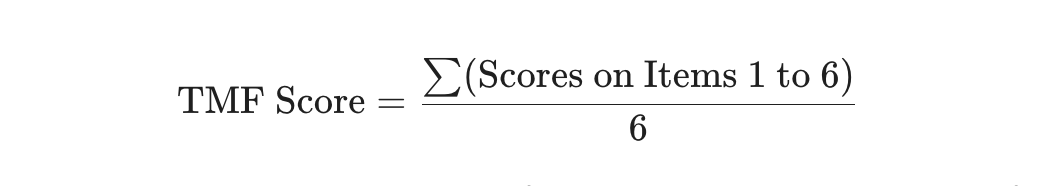 TMF Score = ∑(Scores on Items 1 to 6) / 6